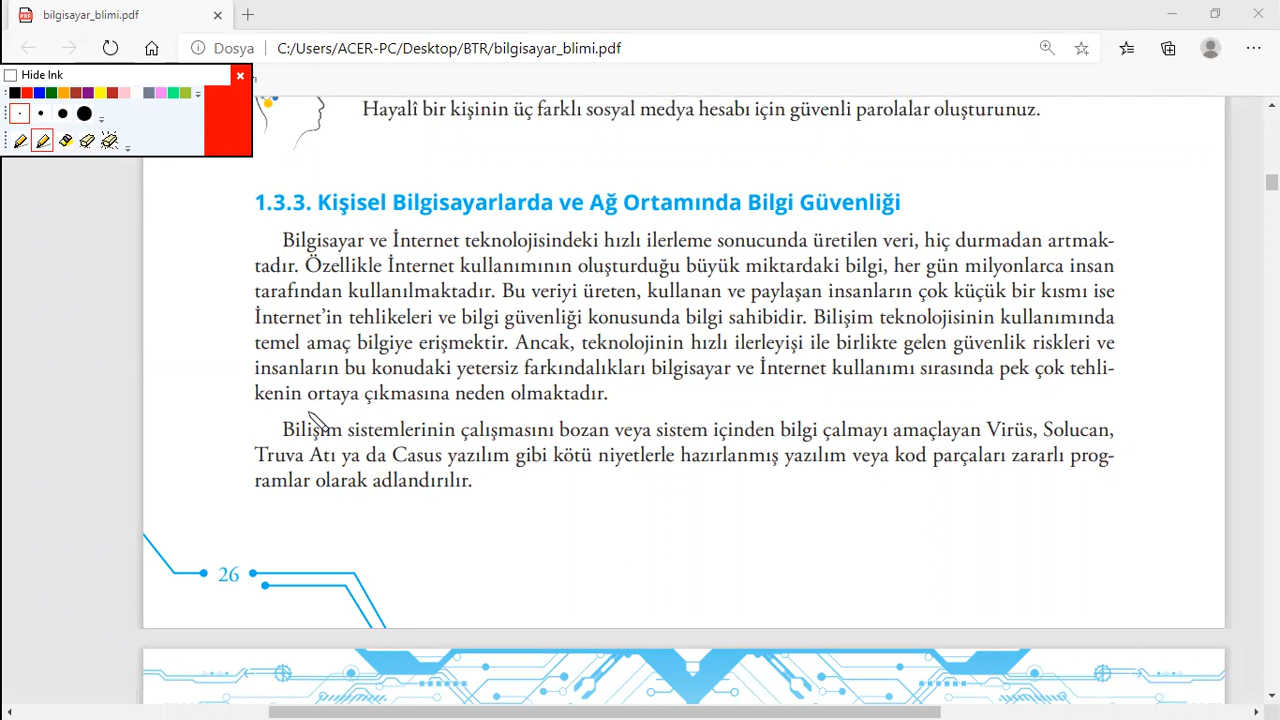 bilgisayar_blimi.pdf
Dosya
C:/Users/ACER-PC/Desktop/BTR/bilgisayar_blimi.pdf
Hide Ink
Hayalî bir kişinin üç farklı sosyal medya hesabı için güvenli parolalar oluşturunuz.
1.3.3. Kişisel Bilgisayarlarda ve Ağ Ortamında Bilgi Güvenliği
Bilgisayar ve İnternet teknolojisindeki hızlı ilerleme sonucunda üretilen veri, hiç durmadan artmak-
tadır. Özellikle İnternet kullanımının oluşturduğu büyük miktardaki bilgi, her gün milyonlarca insan
tarafından kullanılmaktadır. Bu veriyi üreten, kullanan ve paylaşan insanların çok küçük bir kısmı ise
İnternet’in tehlikeleri ve bilgi güvenliği konusunda bilgi sahibidir. Bilişim teknolojisinin kullanımında
temel amaç bilgiye erişmektir. Ancak, teknolojinin hızlı ilerleyişi ile birlikte gelen güvenlik riskleri ve
insanların bu konudaki yetersiz farkındalıkları bilgisayar ve İnternet kullanımı sırasında pek çok tehli-
kenin ortaya çıkmasına neden olmaktadır.
Bilişim sistemlerinin çalışmasını bozan veya sistem içinden bilgi çalmayı amaçlayan Virüs, Solucan,
Truva Atı ya da Casus yazılım gibi kötü niyetlerle hazırlanmış yazılım veya kod parçaları zararlı prog-
ramlar olarak adlandırılır.
26